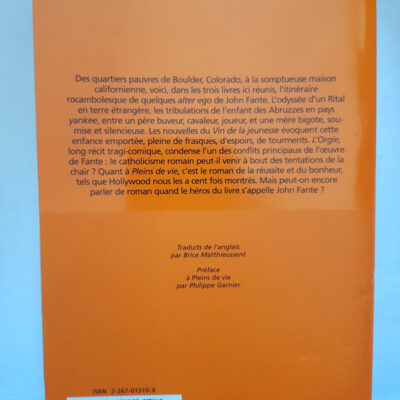 Des quartiers pauvres de Boulder, Colorado, à la somptueuse maison
californienne, voici, dans les trois livres ici réunis, l'itinéraire
rocambolesque de quelques alter ego de John Fante. L'odyssée d'un Rital
en terre étrangère, les tribulations de l'enfant des Abruzzes en pays
yankee, entre un père buveur, cavaleur, joueur, et une mère bigote, sou-
mise et silencieuse. Les nouvelles du Vin de la jeunesse évoquent cette
enfance emportée, pleine de frasques, d'espoirs, de tourments. L'Orgie,
long récit tragi-comique, condense l'un des conflits principaux de l'œuvre
de Fante : le catholicisme romain peut-il venir à bout des tentations de la
chair ? Quant à Pleins de vie, c'est le roman de la réussite et du bonheur,
tels que Hollywood nous les a cent fois montrés. Mais peut-on encore
parler de roman quand le héros du livre s'appelle John Fante ?
Traduits de l'anglais
par Brice Matthieussent
Préface
à Pleins de vie
par Philippe Garnier
ISBN 2-267-01310-X